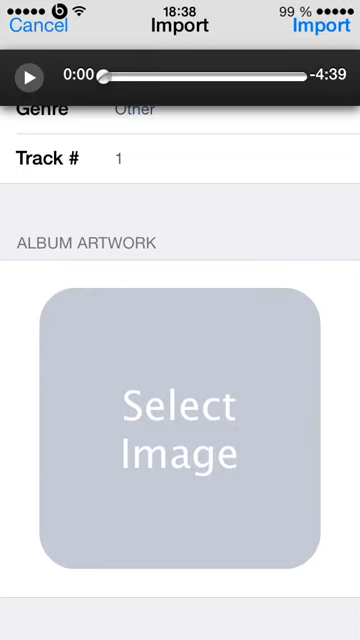 18:38
99 %
Cancel
Import
Import
0:00
-4:39
Genre
Other
Track #
1
ALBUM ARTWORK
Select
Image